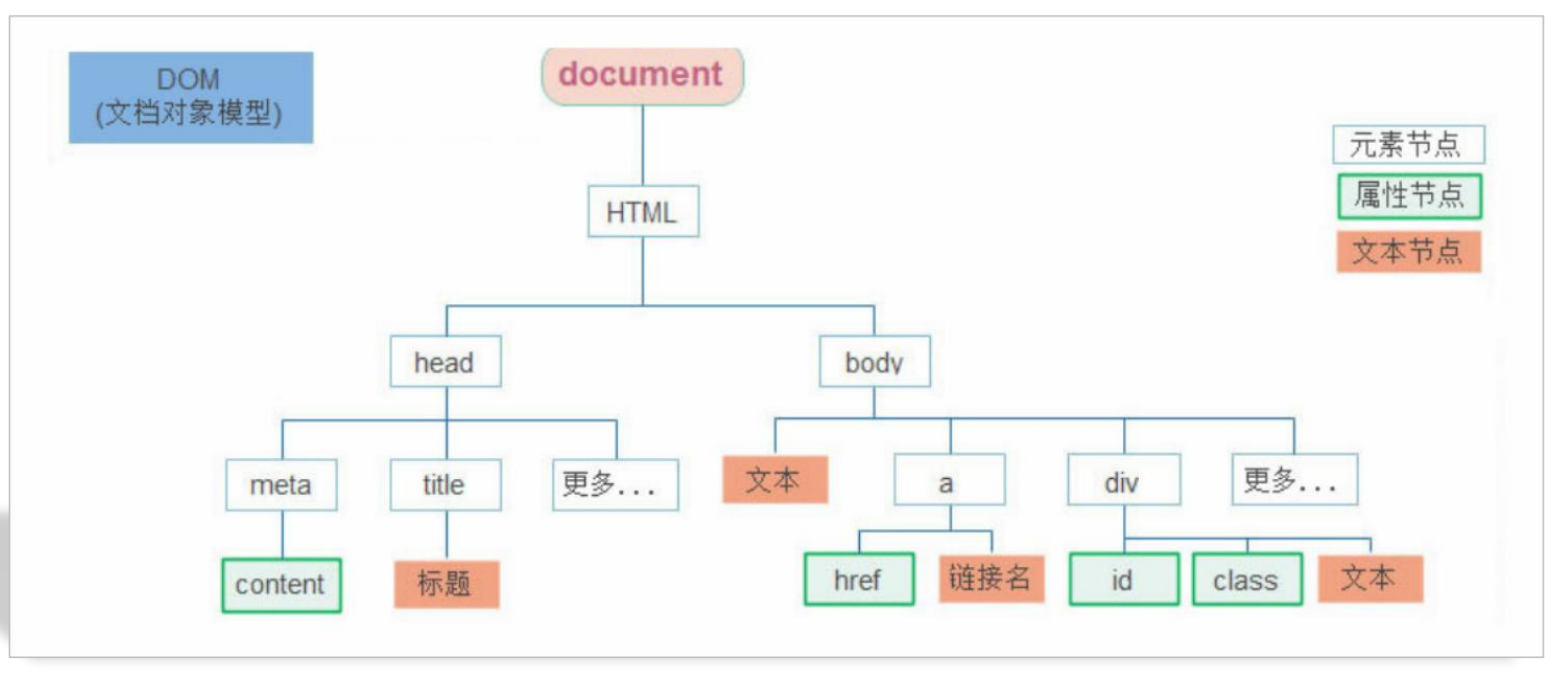 DOM
(文档对象模型)
document
元素节点
属性节点
文本节点
HTML
head
body
meta
title
更多...
文本
a
div
更多...
content
标题
href
链接名
id
class
文本